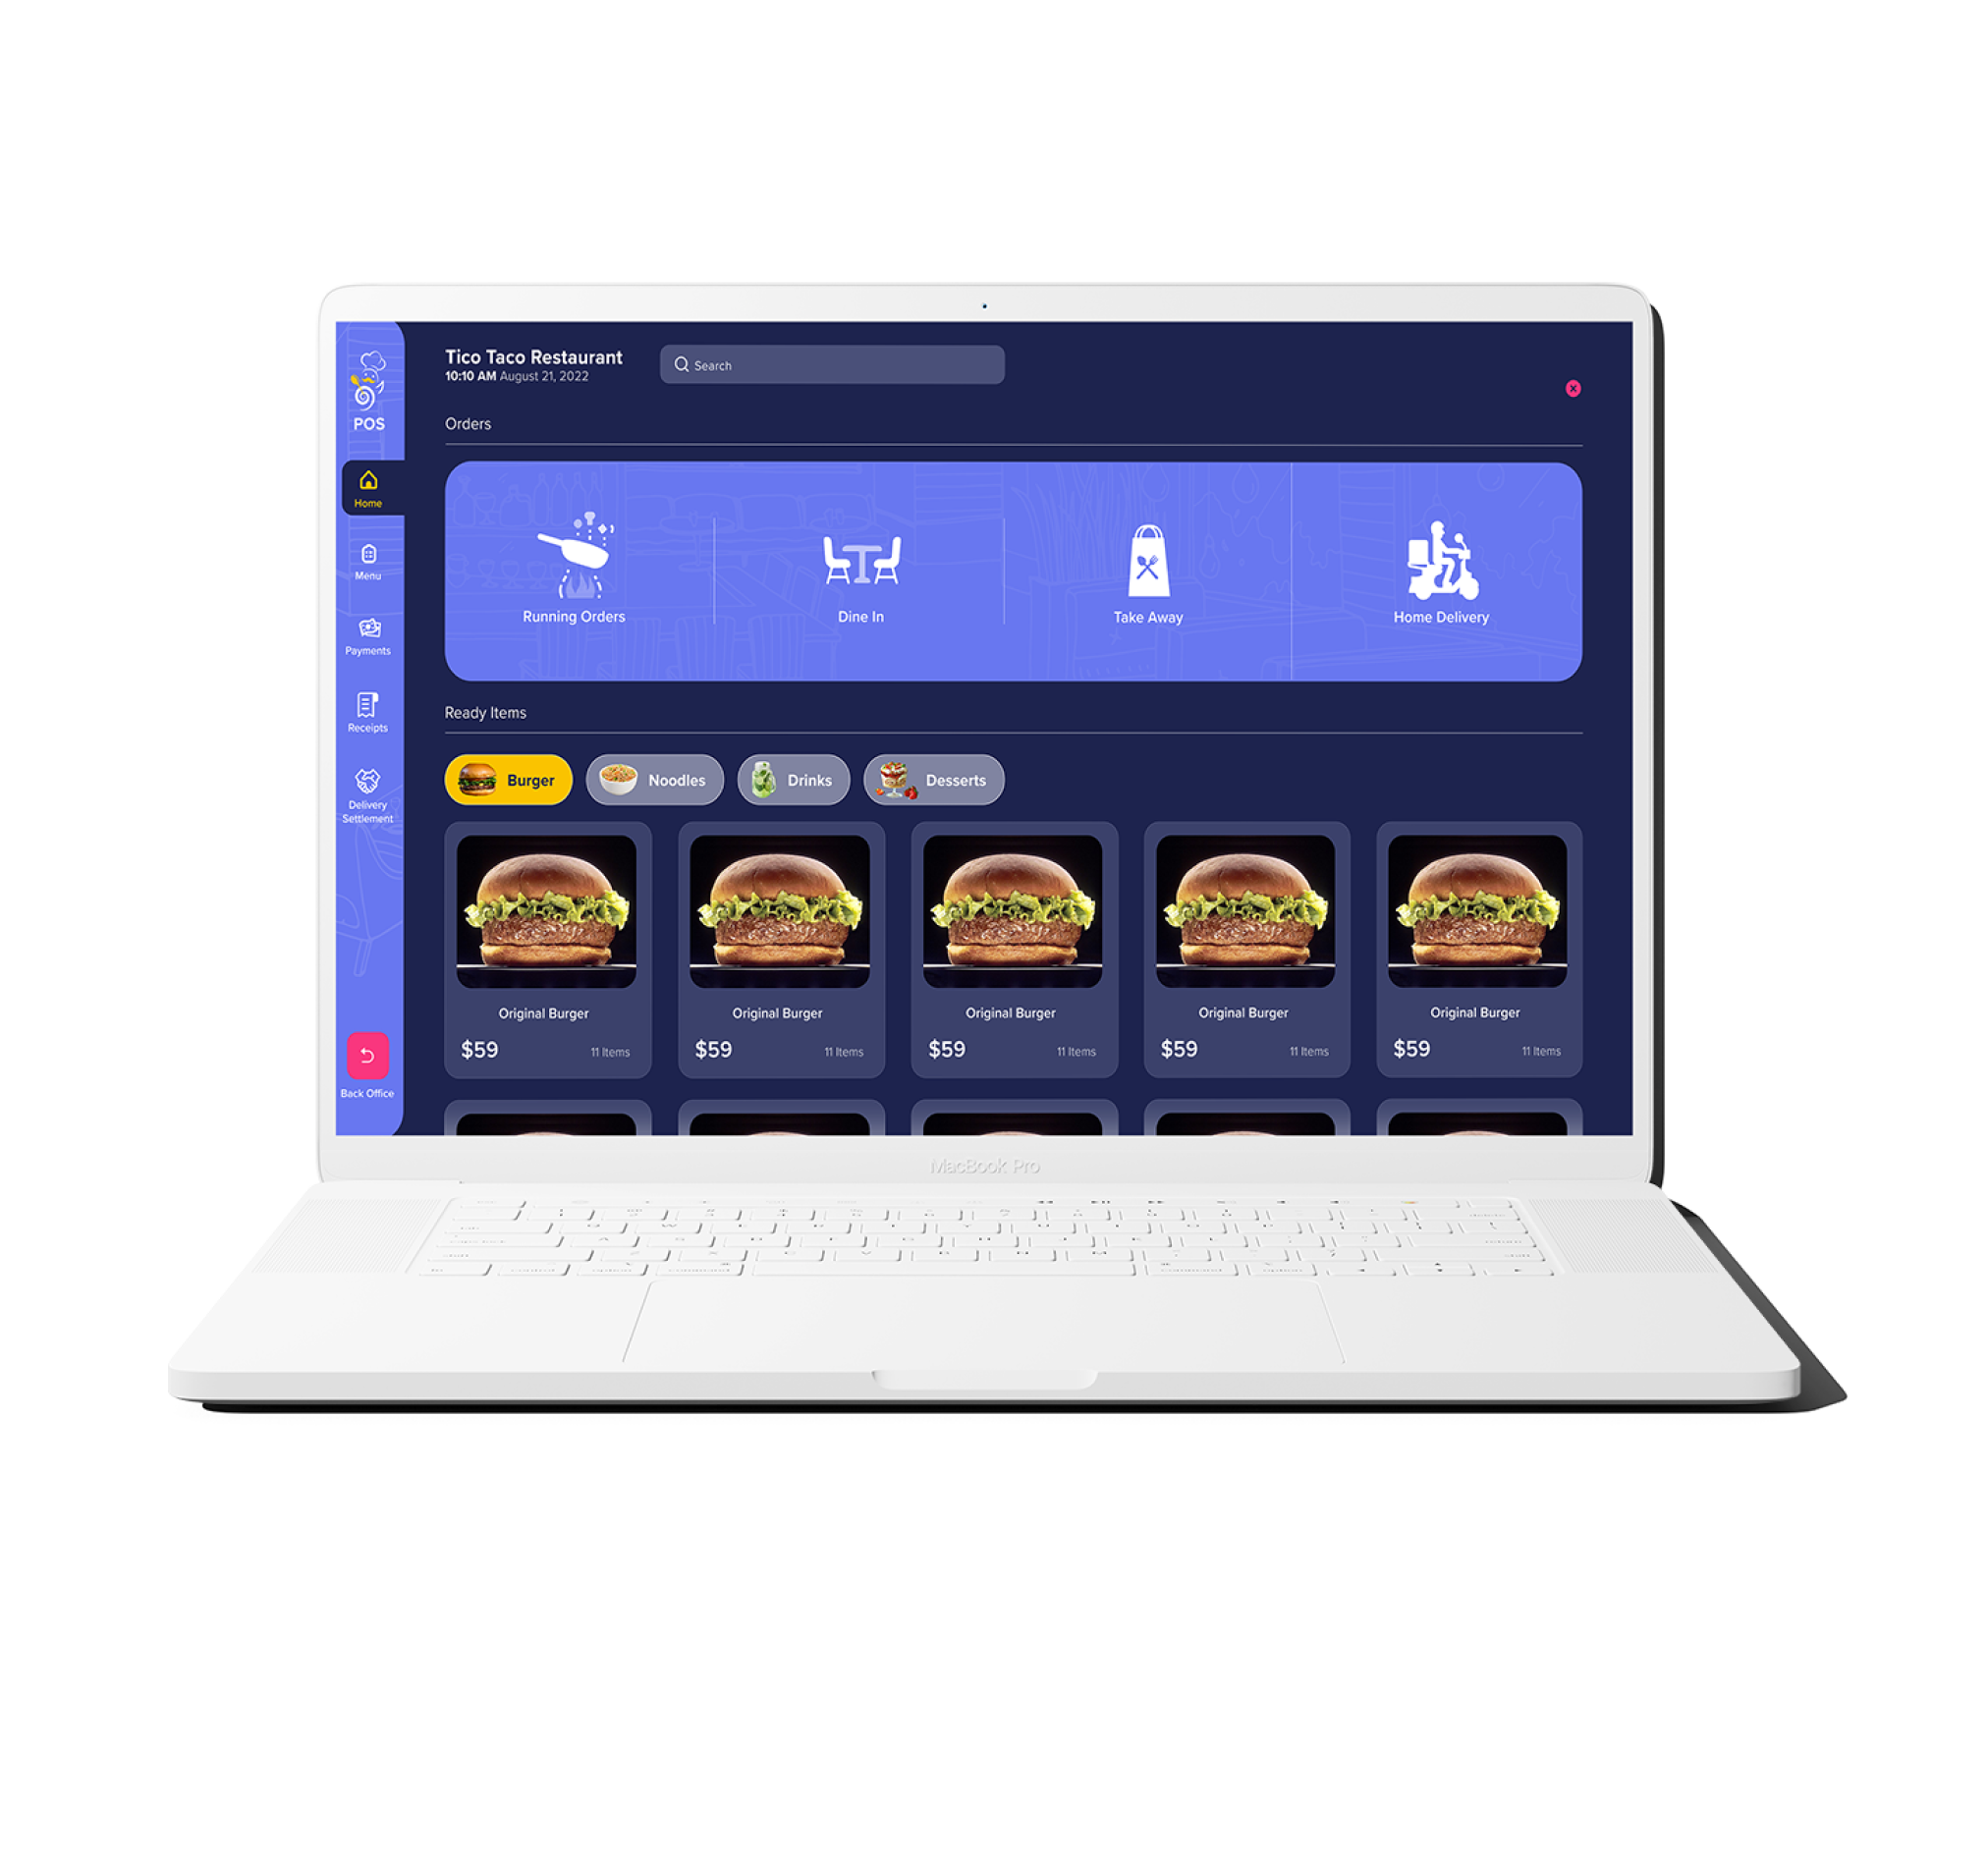 POS
Home
Menu
Payments
Receipts
Delivery
Settlement
Back Office
Tico Taco Restaurant
10:10 AM August 21, 2022
Search
Orders
Running Orders
Dine In
Take Away
Home Delivery
Ready Items
Burger
Noodles
Drinks
Desserts
Original Burger
$59 11 Items
Original Burger
$59 11 Items
Original Burger
$59 11 Items
Original Burger
$59 11 Items
Original Burger
$59 11 Items
MacBook Pro